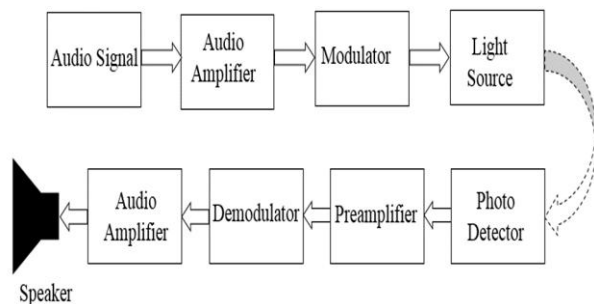 Audio Signal
Audio
Amplifier
Modulator
Light
Source
Audio
Amplifier
Demodulator
Preamplifier
Photo
Detector
Speaker